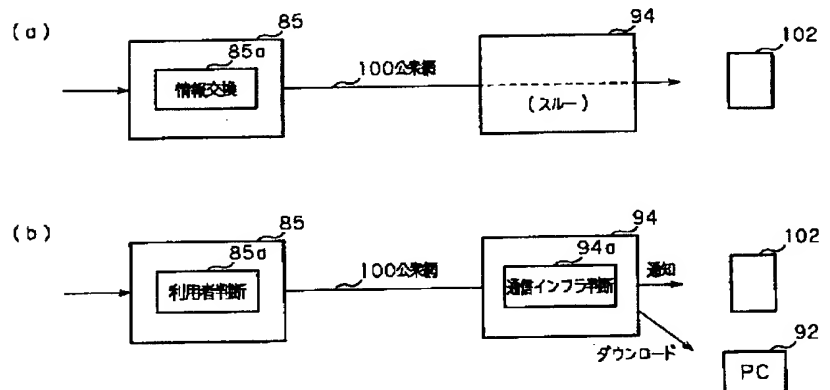 (a)
85
85a
情報交換
100公衆網
94
(スルー)
102
(b)
85
85a
利用者判断
100公衆網
94
94a
通信インフラ判断
通知
102
ダウンロード
92
PC